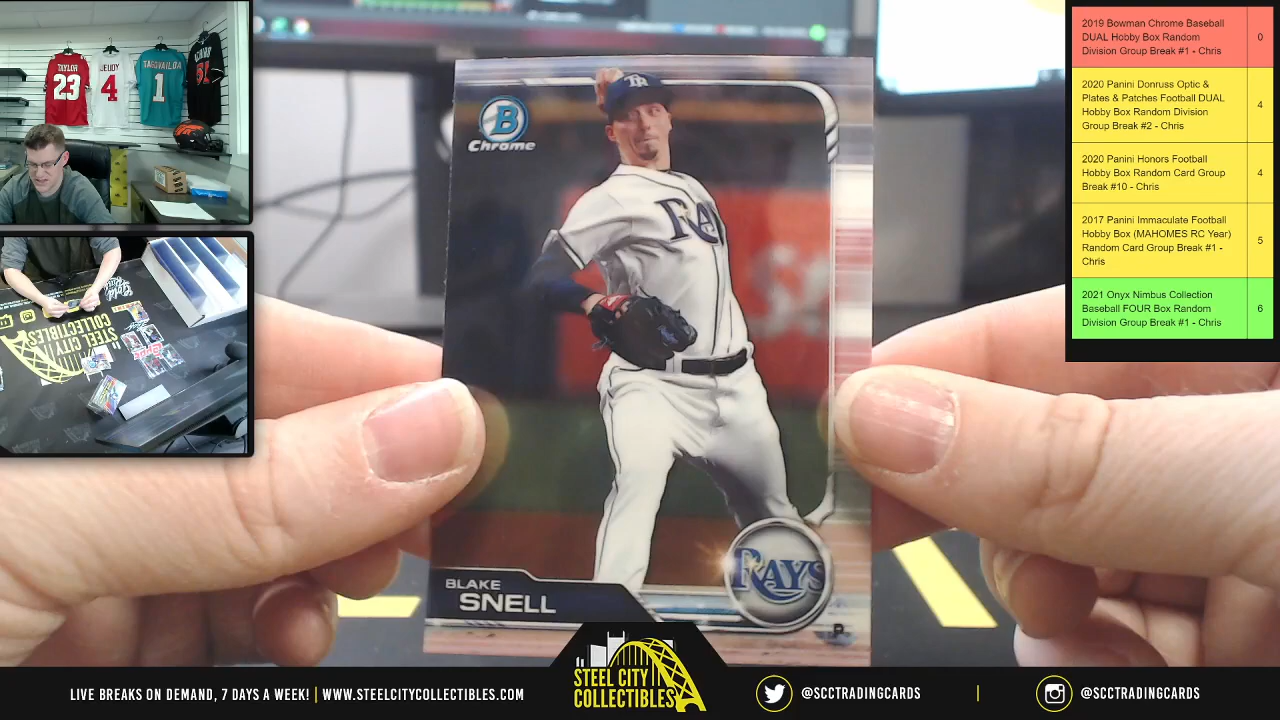 TAYLOR
23
JEUDY
4
TAGOVAILOA
1
2019 Bowman Chrome Baseball
DUAL Hobby Box Random
Division Group Break #1 - Chris
0
2020 Panini Donruss Optic &
Plates & Patches Football DUAL
Hobby Box Random Division
Group Break #2 - Chris
4
2020 Panini Honors Football
Hobby Box Random Card Group
Break #10 - Chris
4
2017 Panini Immaculate Football
Hobby Box (MAHOMES RC Year)
Random Card Group Break #1 -
Chris
5
2021 Onyx Nimbus Collection
Baseball FOUR Box Random
Division Group Break #1 - Chris
6
B
Chrome
TB
RAYS
RAYS
BLAKE
SNELL
P
STEEL CITY
COLLECTIBLES
LIVE BREAKS ON DEMAND, 7 DAYS A WEEK! | WWW.STEELCITYCOLLECTIBLES.COM
STEEL CITY
COLLECTIBLES
@SCCTRADINGCARDS
|
@SCCTRADINGCARDS